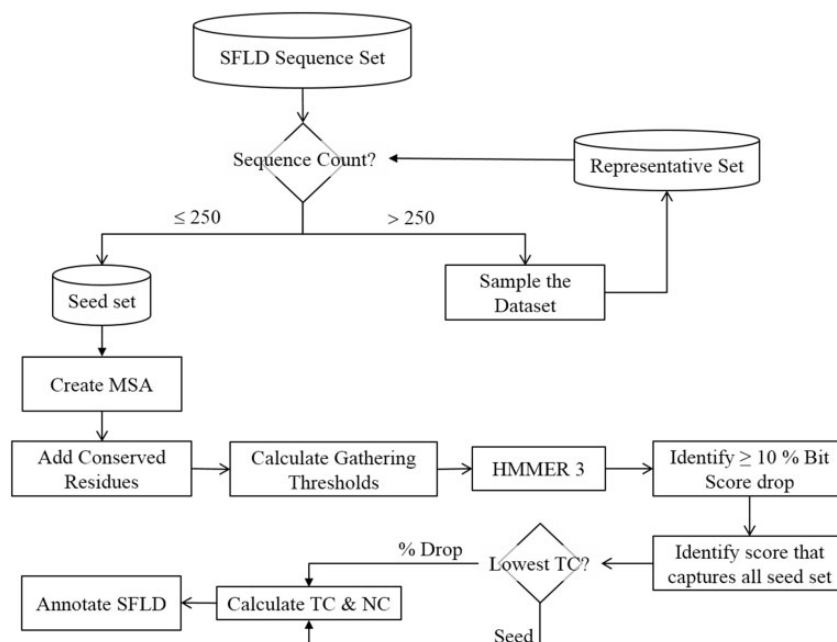 SFLD Sequence Set
Sequence Count?
Representative Set
≤ 250
> 250
Sample the
Dataset
Seed set
Create MSA
Add Conserved
Residues
Calculate Gathering
Thresholds
HMMER 3
Identify ≥ 10 % Bit
Score drop
% Drop
Lowest TC?
Identify score that
captures all seed set
Annotate SFLD
Calculate TC & NC
Seed